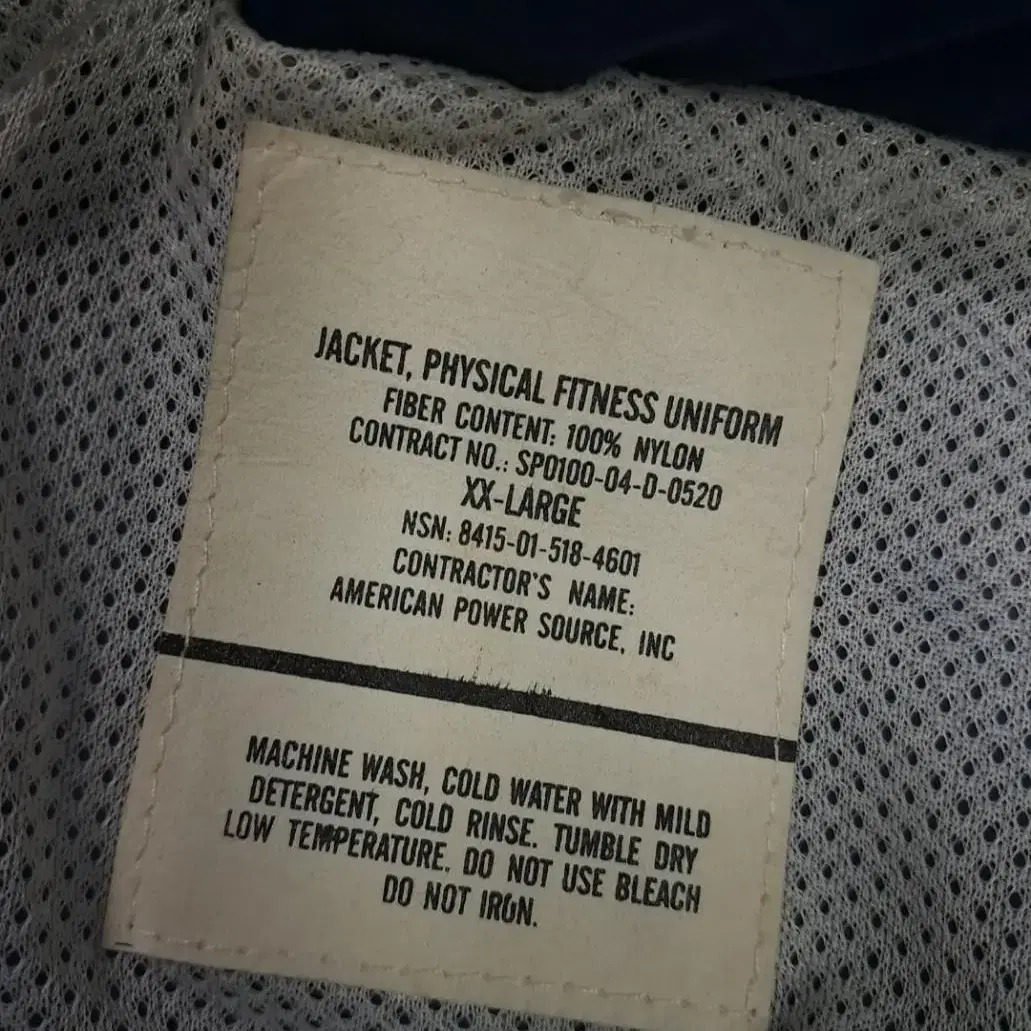 JACKET, PHYSICAL FITNESS UNIFORM
FIBER CONTENT: 100% NYLON
CONTRACT NO.: SPO100-04-D-0520
XX-LARGE
NSN: 8415-01-518-4601
CONTRACTOR'S NAME:
AMERICAN POWER SOURCE, INC
MACHINE WASH, COLD WATER WITH MILD
DETERGENT, COLD RINSE. TUMBLE DRY
LOW TEMPERATURE. DO NOT USE BLEACH
DO NOT IRON.